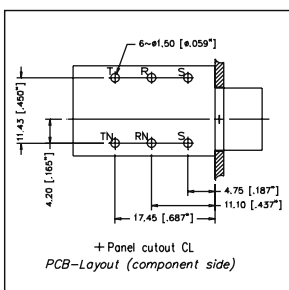 6~ø1,50 [ø.059"]
T R S
11,43 [.450"]
4,20 [.165"]
TN RN S
4.75 [.187"]
11,10 [.437"]
17,45 [.687"]
+ Panel cutout CL
PCB-Layout (component side)